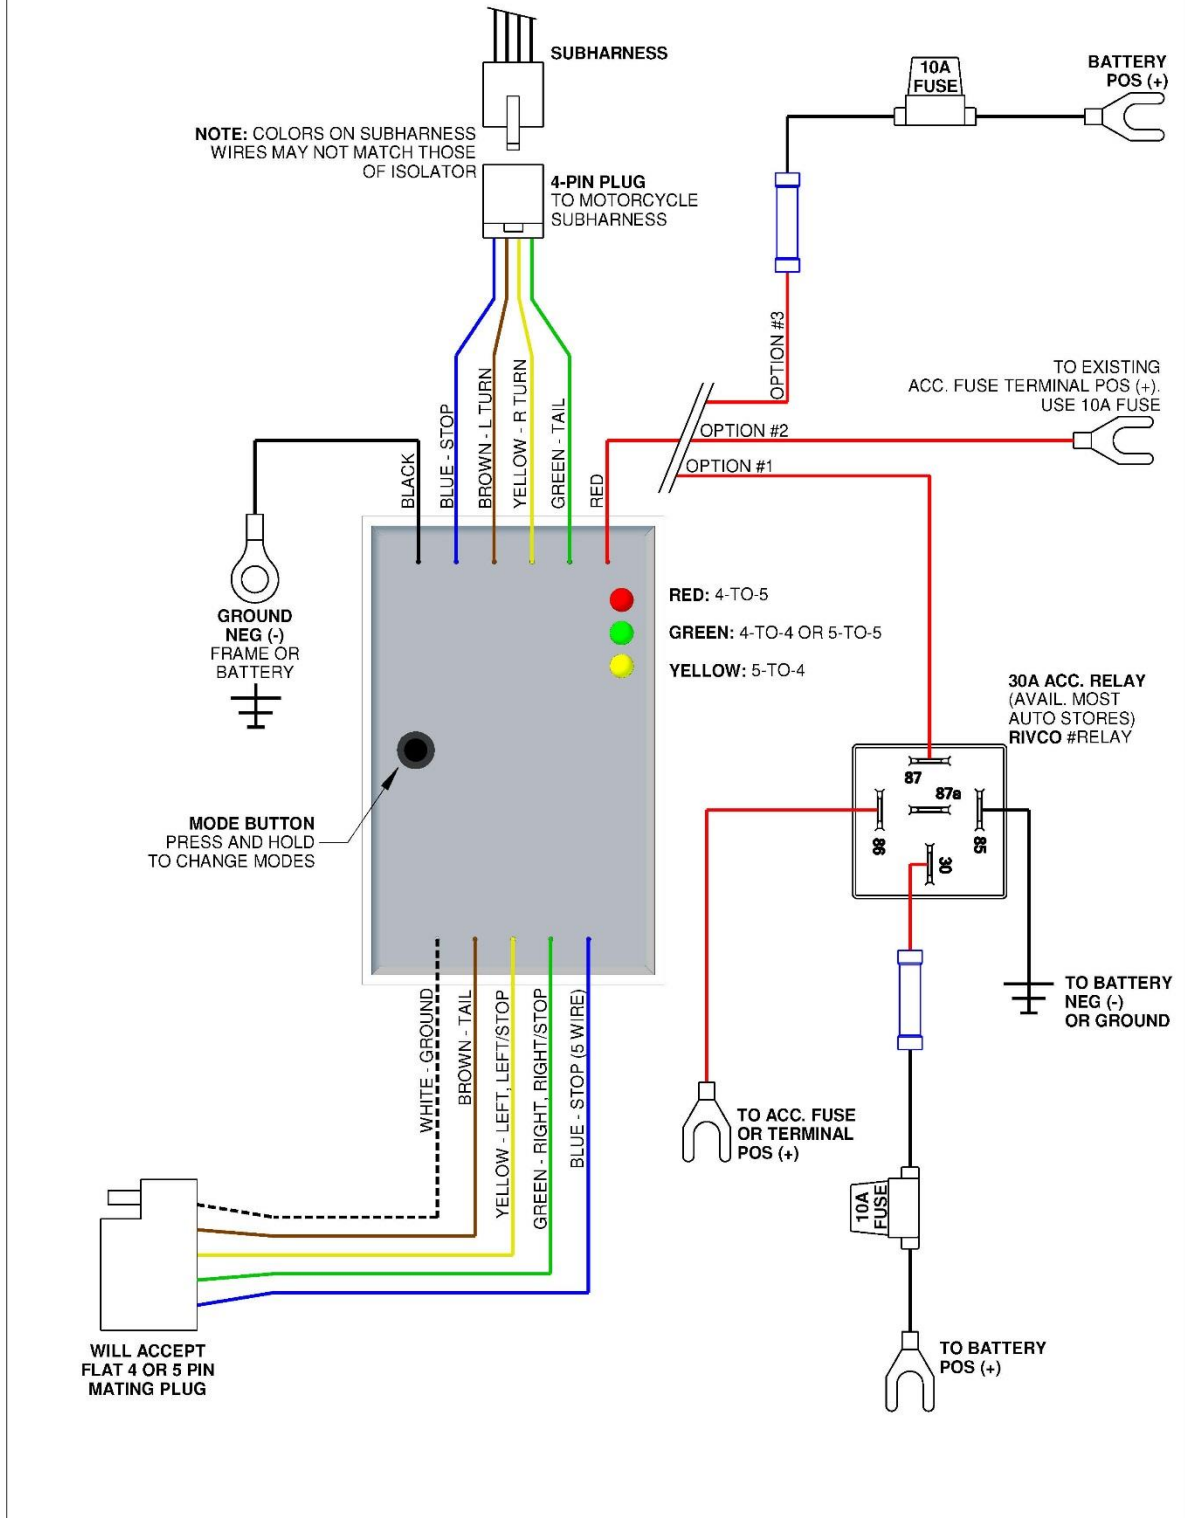 SUBHARNESS
NOTE: COLORS ON SUBHARNESS
WIRES MAY NOT MATCH THOSE
OF ISOLATOR
4-PIN PLUG
TO MOTORCYCLE
SUBHARNESS
10A
FUSE
BATTERY
POS (+)
OPTION #3
TO EXISTING
ACC. FUSE TERMINAL POS (+).
USE 10A FUSE
OPTION #2
OPTION #1
BLACK
BLUE - STOP
BROWN - L TURN
YELLOW - R TURN
GREEN - TAIL
RED
GROUND
NEG (-)
FRAME OR
BATTERY
RED: 4-TO-5
GREEN: 4-TO-4 OR 5-TO-5
YELLOW: 5-TO-4
30A ACC. RELAY
(AVAIL. MOST
AUTO STORES)
RIVCO #RELAY
87
87a
86
85
30
MODE BUTTON
PRESS AND HOLD
TO CHANGE MODES
TO BATTERY
NEG (-)
OR GROUND
WHITE - GROUND
BROWN - TAIL
YELLOW - LEFT, LEFT/STOP
GREEN - RIGHT, RIGHT/STOP
BLUE - STOP (5 WIRE)
TO ACC. FUSE
OR TERMINAL
POS (+)
10A
FUSE
TO BATTERY
POS (+)
WILL ACCEPT
FLAT 4 OR 5 PIN
MATING PLUG